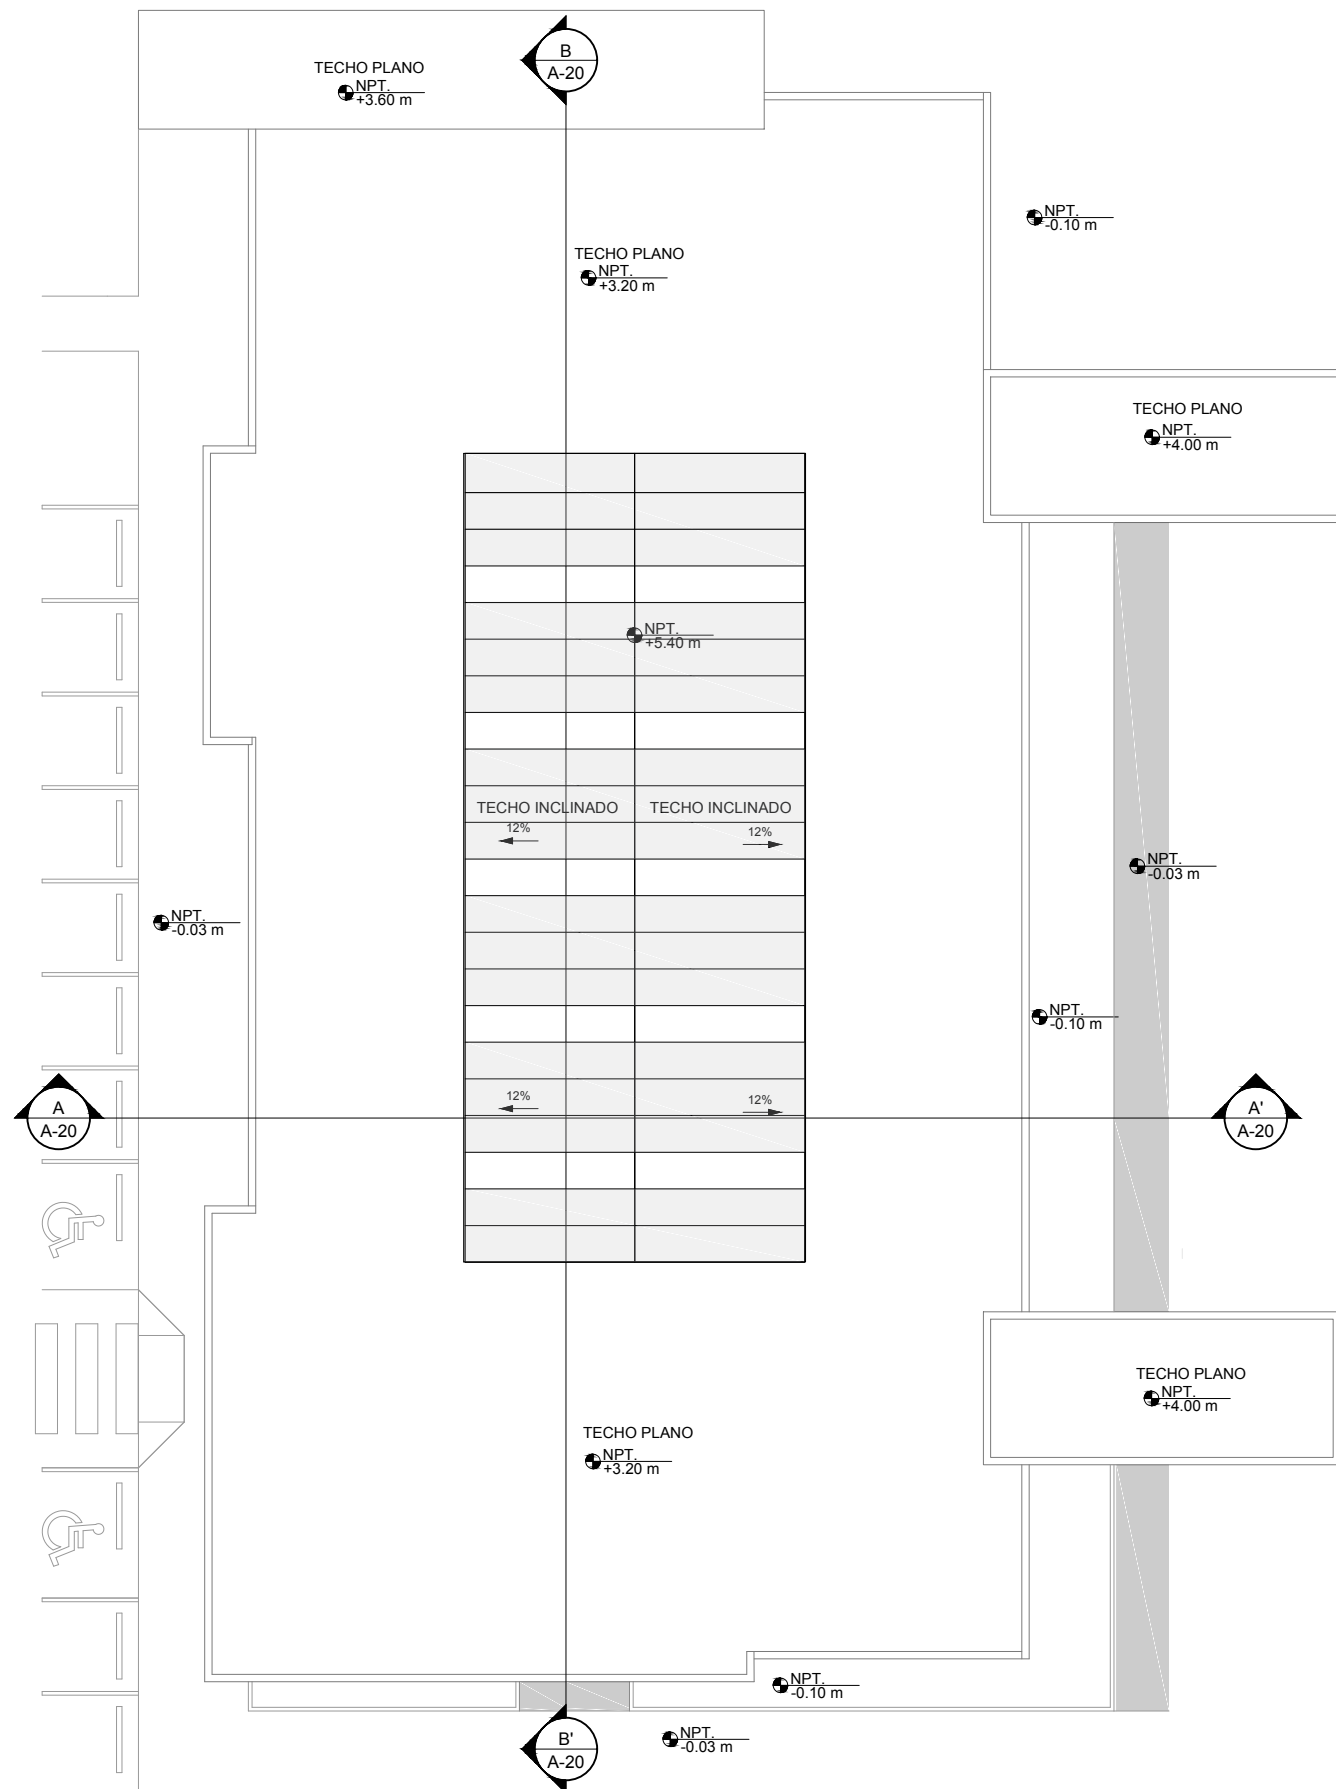 B
A-20
TECHO PLANO
NPT.
+3.60 m
NPT.
-0.10 m
TECHO PLANO
NPT.
+3.20 m
TECHO PLANO
NPT.
+4.00 m
NPT.
+5.40 m
TECHO INCLINADO
TECHO INCLINADO
12%
12%
NPT.
-0.03 m
NPT.
-0.03 m
NPT.
-0.10 m
12%
12%
A
A-20
A'
A-20
TECHO PLANO
NPT.
+4.00 m
TECHO PLANO
NPT.
+3.20 m
NPT.
-0.10 m
NPT.
-0.03 m
B'
A-20